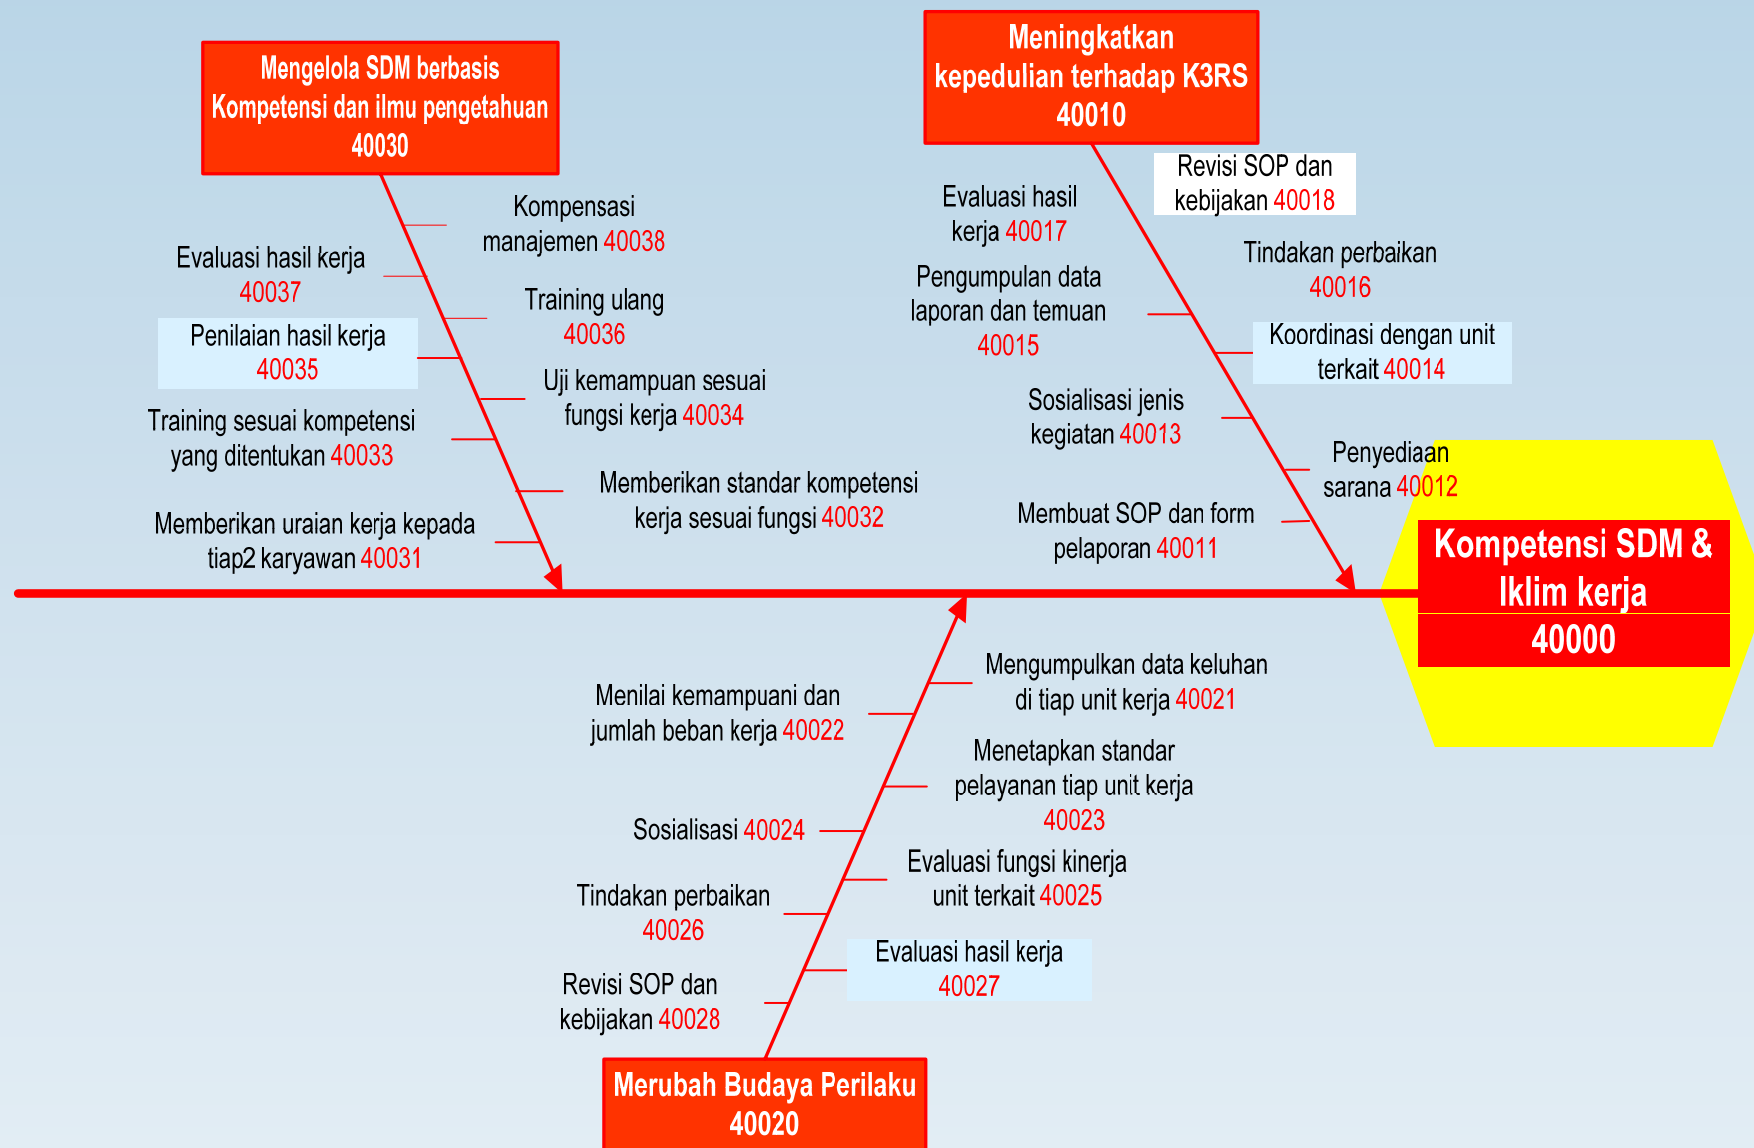 Mengelola SDM berbasis
Kompetensi dan ilmu pengetahuan
40030
Kompensasi
manajemen 40038
Evaluasi hasil kerja
40037
Training ulang
40036
Penilaian hasil kerja
40035
Uji kemampuan sesuai
fungsi kerja 40034
Training sesuai kompetensi
yang ditentukan 40033
Memberikan standar kompetensi
kerja sesuai fungsi 40032
Memberikan uraian kerja kepada
tiap2 karyawan 40031
Meningkatkan
kepedulian terhadap K3RS
40010
Revisi SOP dan
kebijakan 40018
Evaluasi hasil
kerja 40017
Tindakan perbaikan
40016
Pengumpulan data
laporan dan temuan
40015
Koordinasi dengan unit
terkait 40014
Sosialisasi jenis
kegiatan 40013
Penyediaan
sarana 40012
Membuat SOP dan form
pelaporan 40011
Kompetensi SDM &
Iklim kerja
40000
Mengumpulkan data keluhan
di tiap unit kerja 40021
Menilai kemampuani dan
jumlah beban kerja 40022
Menetapkan standar
pelayanan tiap unit kerja
40023
Sosialisasi 40024
Evaluasi fungsi kinerja
unit terkait 40025
Tindakan perbaikan
40026
Evaluasi hasil kerja
40027
Revisi SOP dan
kebijakan 40028
Merubah Budaya Perilaku
40020